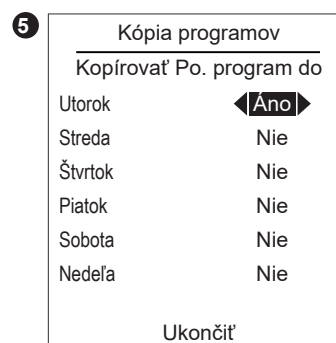 5
Kópia programov
Kopírovať Po. program do
Utorok Áno
Streda Nie
Štvrtok Nie
Piatok Nie
Sobota Nie
Nedeľa Nie
Ukončiť